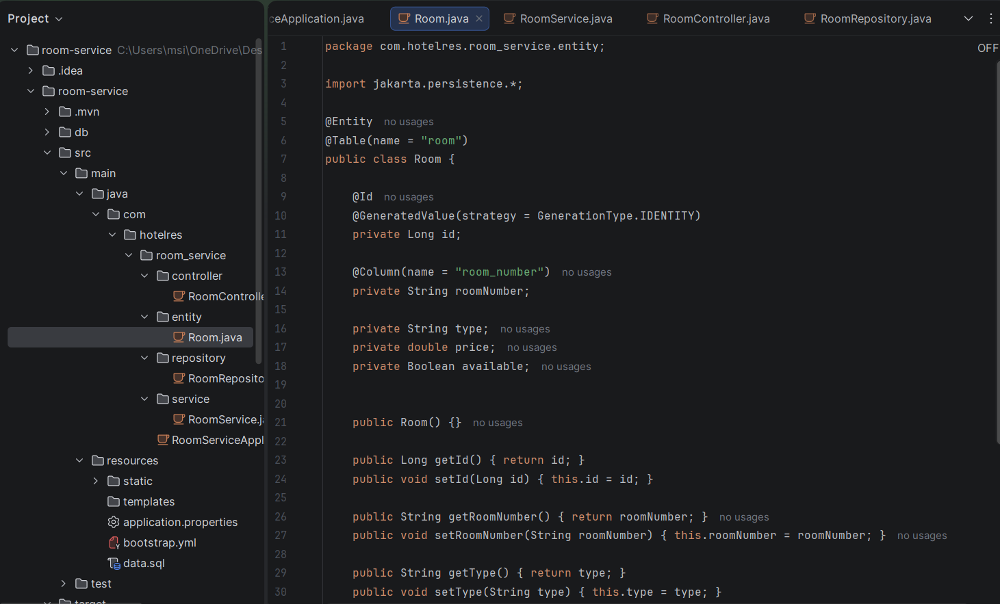 Project
room-service C:\Users\msi\OneDrive\Des
.idea
room-service
.mvn
db
src
main
java
com
hotelres
room_service
controller
RoomControlle
entity
Room.java
repository
RoomReposito
service
RoomService.ja
RoomServiceAppl
resources
static
templates
application.properties
bootstrap.yml
data.sql
test
target
ceApplication.java Room.java RoomService.java RoomController.java RoomRepository.java
OFF
1 package com.hotelres.room_service.entity;
2
3 import jakarta.persistence.*;
4
5 @Entity no usages
6 @Table(name = "room")
7 public class Room {
8
9 @Id no usages
10 @GeneratedValue(strategy = GenerationType.IDENTITY)
11 private Long id;
12
13 @Column(name = "room_number") no usages
14 private String roomNumber;
15
16 private String type; no usages
17 private double price; no usages
18 private Boolean available; no usages
19
20
21 public Room() {} no usages
22
23 public Long getId() { return id; }
24 public void setId(Long id) { this.id = id; }
25
26 public String getRoomNumber() { return roomNumber; } no usages
27 public void setRoomNumber(String roomNumber) { this.roomNumber = roomNumber; } no usages
28
29 public String getType() { return type; }
30 public void setType(String type) { this.type = type; }